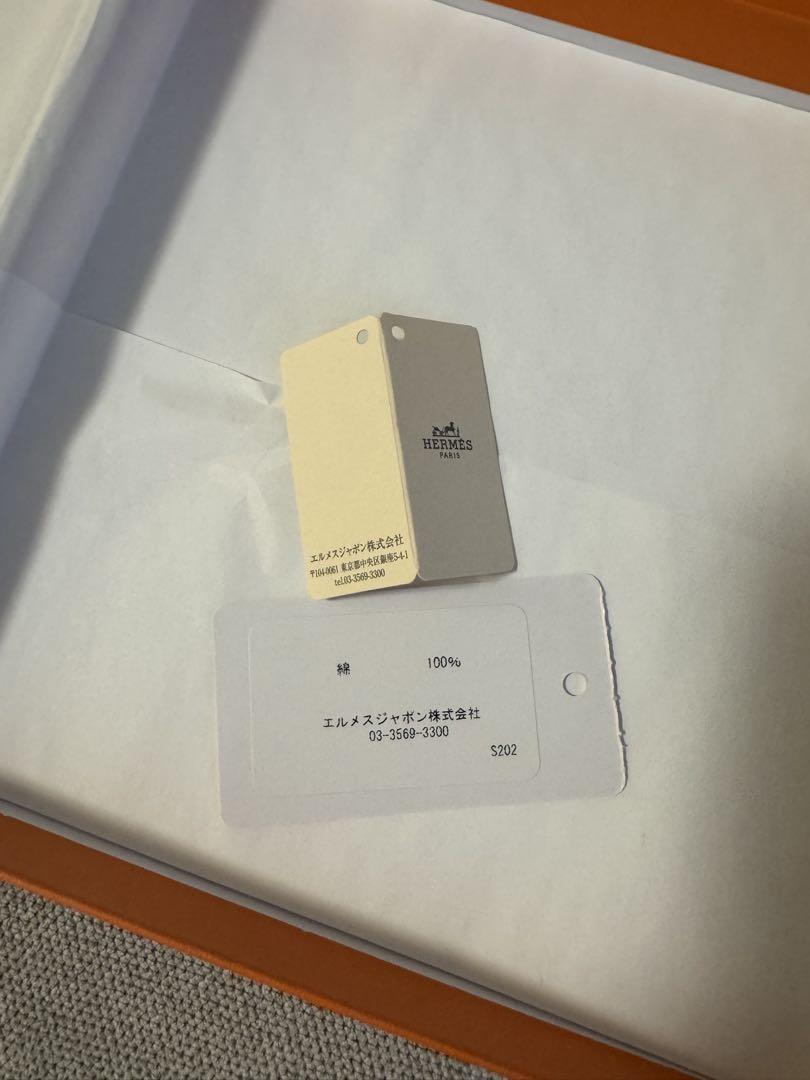 HERMÈS
PARIS
エルメスジャポン株式会社
〒104-0061 東京都中央区銀座5-4-1
tel.03-3569-3300
綿 100%
エルメスジャポン株式会社
03-3569-3300
S202